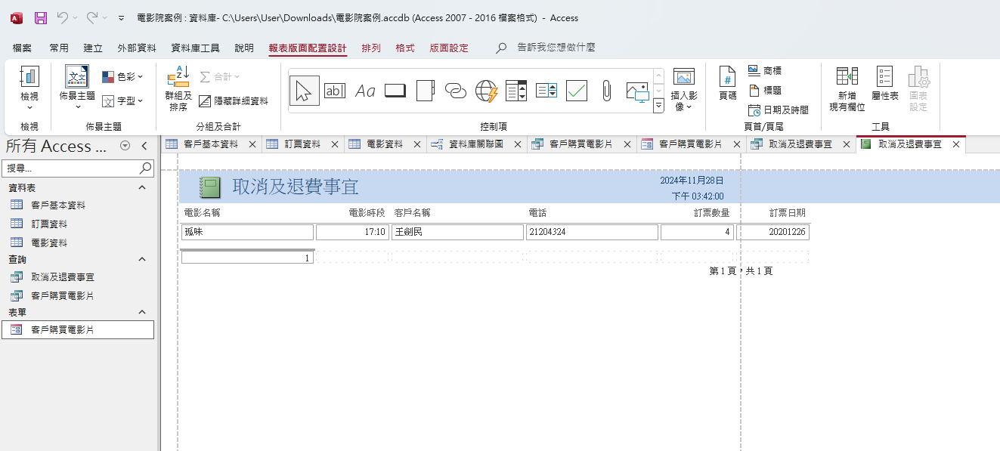 電影院案例 : 資料庫- C:\Users\User\Downloads\電影院案例.accdb (Access 2007 - 2016 檔案格式) - Access
檔案 常用 建立 外部資料 資料庫工具 說明 報表版面配置設計 排列 格式 版面設定 告訴我您想做什麼
檢視
佈景主題
色彩
字型
群組及
排序
合計
隱藏詳細資料
ab
Aa
插入影
像
頁碼
商標
標題
日期及時間
新增
現有欄位
屬性表
圖表
設定
檢視 佈景主題 分組及合計 控制項 頁首/頁尾 工具
所有 Access ...
搜尋...
資料表
客戶基本資料
訂票資料
電影資料
查詢
取消及退費事宜
客戶購買電影片
表單
客戶購買電影片
客戶基本資料 訂票資料 電影資料 資料庫關聯圖 客戶購買電影片 客戶購買電影片 取消及退費事宜 取消及退費事宜
取消及退費事宜
2024年11月28日
下午 03:42:00
電影名稱 電影時段 客戶名稱 電話 訂票數量 訂票日期
孤味 17:10 王劍民 21204324 4 20201226
1
第 1 頁，共 1 頁